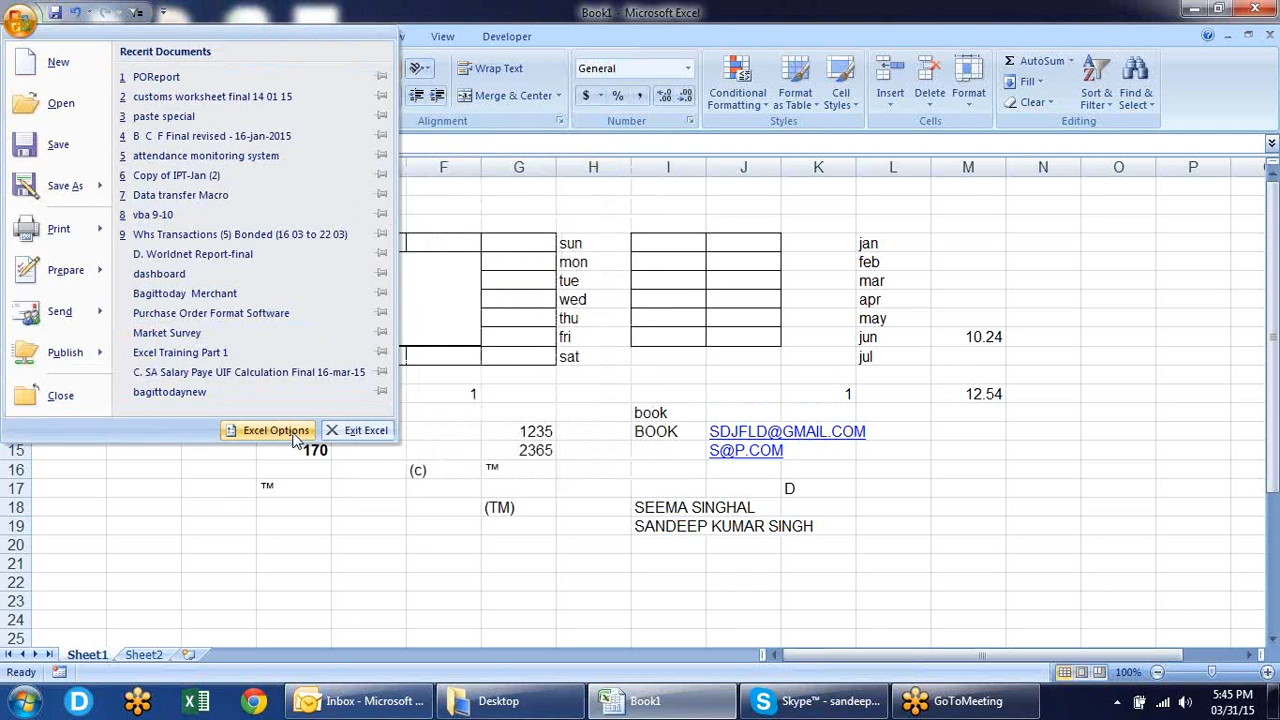 Book1 - Microsoft Excel
View Developer
New
Open
Save
Save As
Print
Prepare
Send
Publish
Close
Recent Documents
1 POReport
2 customs worksheet final 14 01 15
3 paste special
4 B C F Final revised - 16-jan-2015
5 attendance monitoring system
6 Copy of IPT-Jan (2)
7 Data transfer Macro
8 vba 9-10
9 Whs Transactions (5) Bonded (16 03 to 22 03)
D. Worldnet Report-final
dashboard
Bagittoday Merchant
Purchase Order Format Software
Market Survey
Excel Training Part 1
C. SA Salary Paye UIF Calculation Final 16-mar-15
bagittodaynew
Excel Options Exit Excel
Wrap Text
Merge & Center
Alignment
General
$ % , .0 .00 .00 .0
Number
Conditional Formatting
Format as Table
Cell Styles
Styles
Insert Delete Format
Cells
AutoSum
Fill
Clear
Sort & Filter
Find & Select
Editing
F G H I J K L M N O P
sun jan
mon feb
tue mar
wed apr
thu may
fri jun 10.24
sat jul
1 1 12.54
book
1235 BOOK SDJFLD@GMAIL.COM
15 170 2365 S@P.COM
16 (c) ™
17 ™ D
18 (TM) SEEMA SINGHAL
19 SANDEEP KUMAR SINGH
20
21
22
23
24
25
Sheet1 Sheet2
Ready 100%
Inbox - Microsoft ... Desktop Book1 Skype™ - sandeep... GoToMeeting
5:45 PM
03/31/15